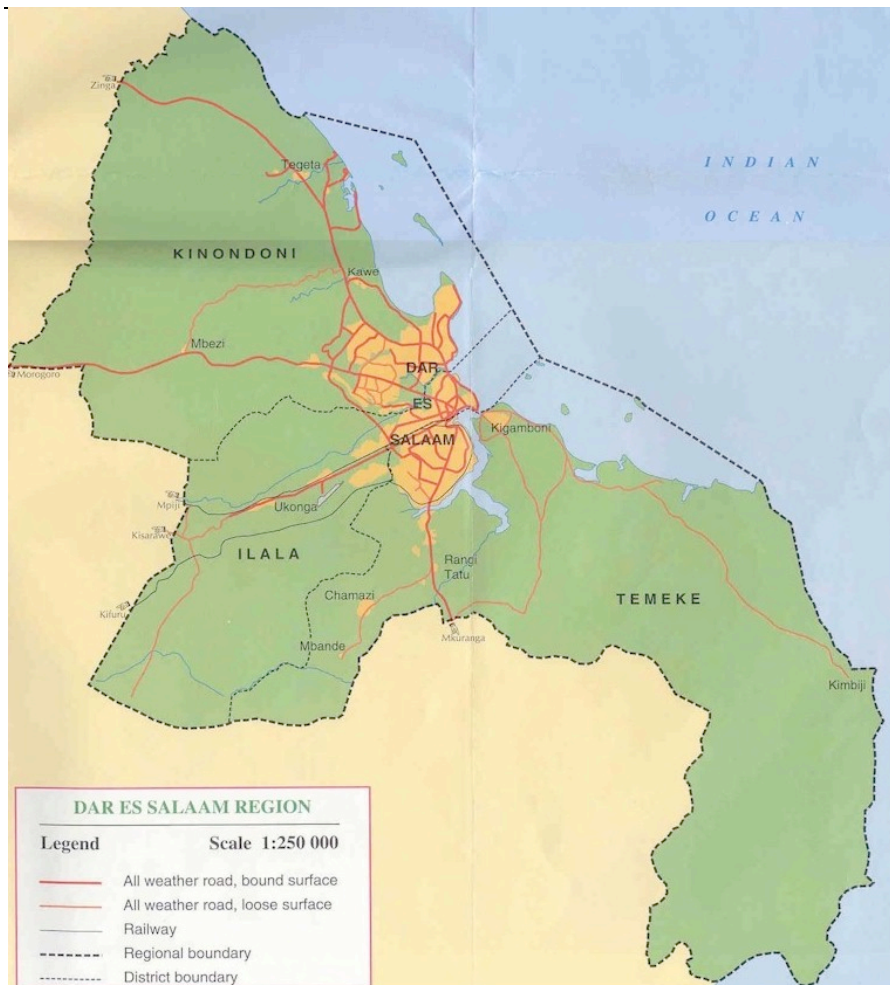 Zinga
Tegeta
INDIAN
OCEAN
KINONDONI
Kawe
Mbezi
DAR
Morogoro
ES
Kigamboni
SALAAM
Mpiji
Ukonga
Kisarawe
ILALA
Rangi
Tatu
Chamazi
TEMEKE
Kifuru
Mkuranga
Mbande
Kimbiji
DAR ES SALAAM REGION
Legend Scale 1:250 000
All weather road, bound surface
All weather road, loose surface
Railway
Regional boundary
District boundary